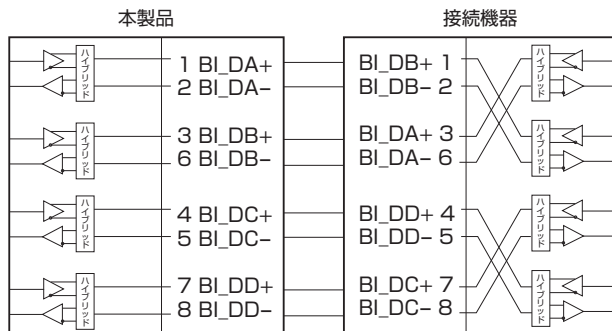 本製品
接続機器
ハイブリッド
1 BI_DA+
2 BI_DA-
BI_DB+ 1
BI_DB- 2
ハイブリッド
ハイブリッド
3 BI_DB+
6 BI_DB-
BI_DA+ 3
BI_DA- 6
ハイブリッド
ハイブリッド
4 BI_DC+
5 BI_DC-
BI_DD+ 4
BI_DD- 5
ハイブリッド
ハイブリッド
7 BI_DD+
8 BI_DD-
BI_DC+ 7
BI_DC- 8
ハイブリッド